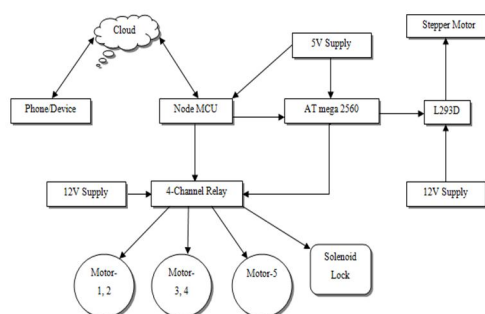 Cloud
Stepper Motor
5V Supply
Phone/Device
Node MCU
AT mega 2560
L293D
12V Supply
4-Channel Relay
12V Supply
Motor-
1, 2
Motor-
3, 4
Motor-5
Solenoid
Lock